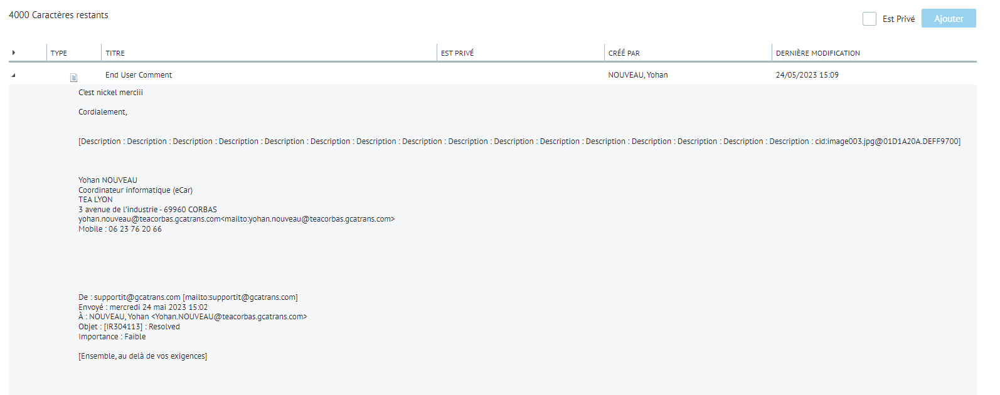 4000 Caractères restants
Est Privé
Ajouter
TYPE TITRE EST PRIVÉ CRÉÉ PAR DERNIÈRE MODIFICATION
End User Comment NOUVEAU, Yohan 24/05/2023 15:09
C'est nickel merciii
Cordialement,
[Description : Description : Description : Description : Description : Description : Description : Description : Description : Description : Description : Description : Description : Description : Description : Description : cid:image003.jpg@01D1A20A.DEFF9700]
Yohan NOUVEAU
Coordinateur informatique (eCar)
TEA LYON
3 avenue de l'industrie - 69960 CORBAS
yohan.nouveau@teacorbas.gcatrans.com<mailto:yohan.nouveau@teacorbas.gcatrans.com>
Mobile : 06 23 76 20 66
De : supportit@gcatrans.com [mailto:supportit@gcatrans.com]
Envoyé : mercredi 24 mai 2023 15:02
À : NOUVEAU, Yohan <Yohan.NOUVEAU@teacorbas.gcatrans.com>
Objet : [IR304113] : Resolved
Importance : Faible
[Ensemble, au delà de vos exigences]